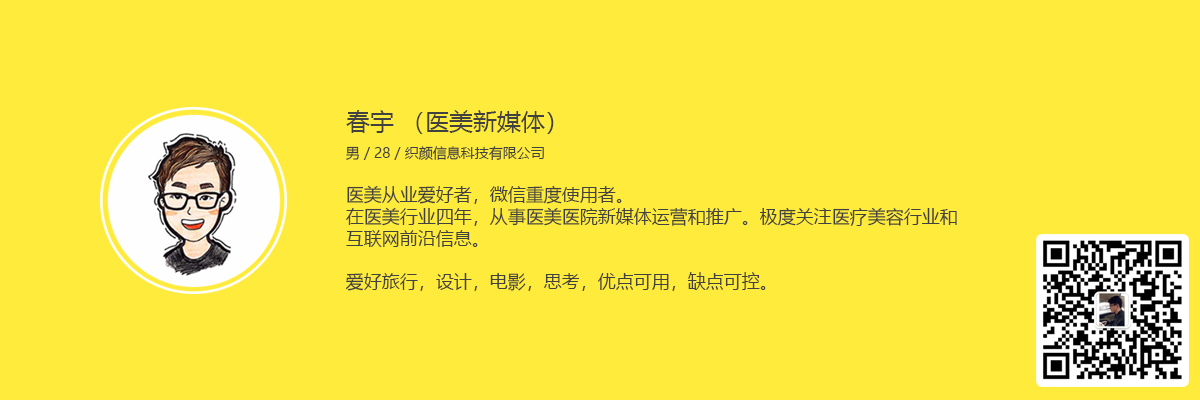 春宇 （医美新媒体）
男 / 28 / 织颜信息科技有限公司
医美从业爱好者，微信重度使用者。
在医美行业四年，从事医美医院新媒体运营和推广。极度关注医疗美容行业和
互联网前沿信息。
爱好旅行，设计，电影，思考，优点可用，缺点可控。